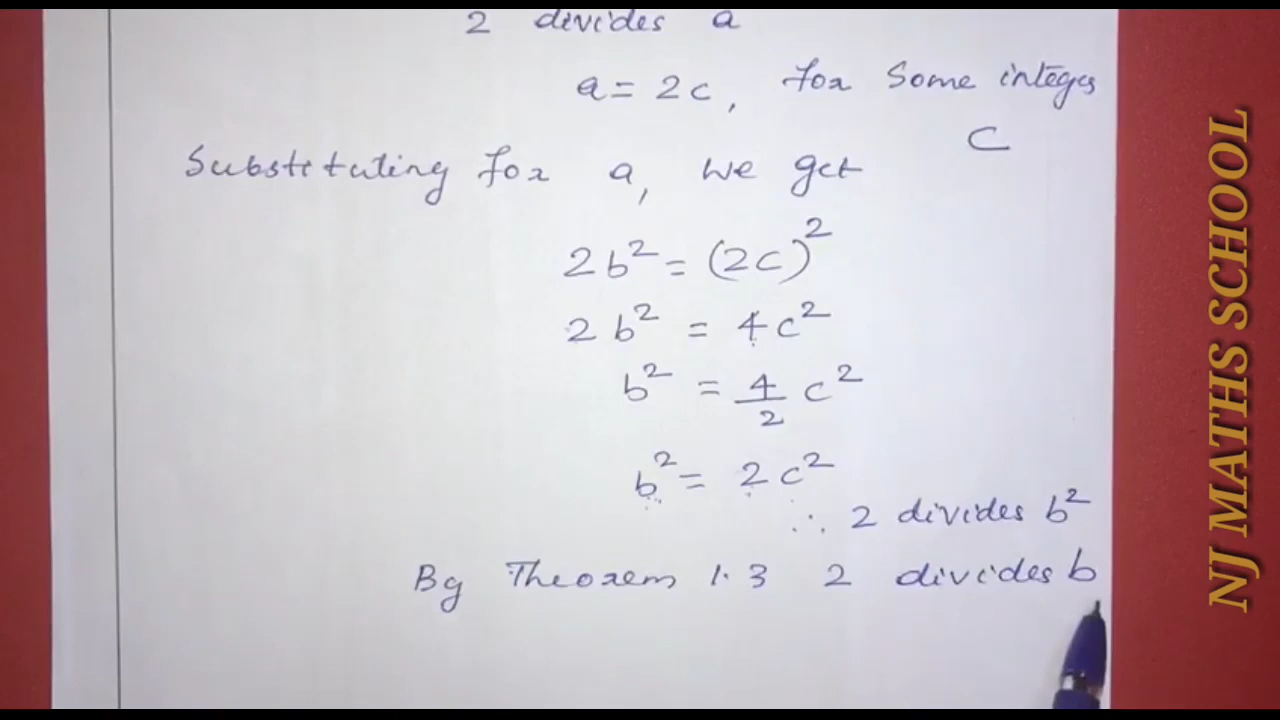 2 divides a
a = 2c, for some integer
c
Substituting for a, we get
2b² = (2c)²
2b² = 4c²
b² = 4/2 c²
b² = 2c²
∴ 2 divides b²
By Theorem 1.3 2 divides b
NJ MATHS SCHOOL